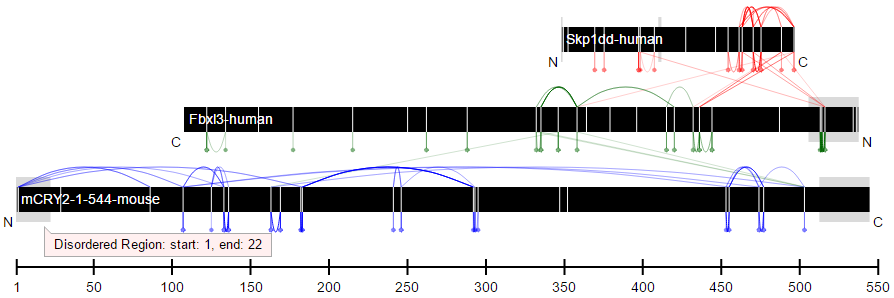 Skp1dd-human
N
C
Fbxl3-human
C
N
mCRY2-1-544-mouse
N
C
Disordered Region: start: 1, end: 22
1 50 100 150 200 250 300 350 400 450 500 550